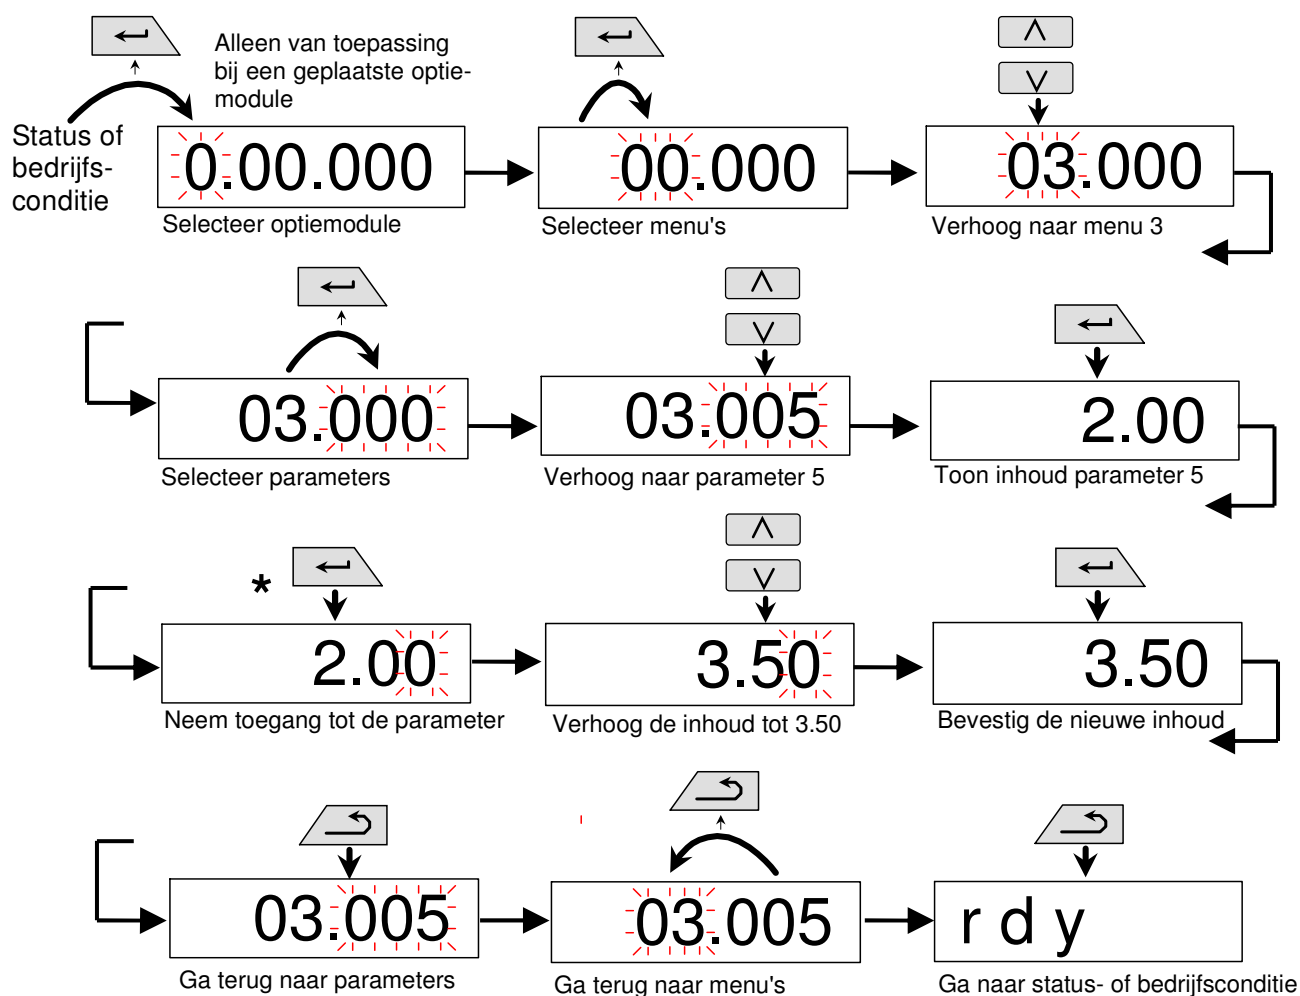 Alleen van toepassing
bij een geplaatste optie-
module
Status of
bedrijfs-
conditie
0.00.000
00.000
03.000
Selecteer optiemodule
Selecteer menu's
Verhoog naar menu 3
03.000
03.005
2.00
Selecteer parameters
Verhoog naar parameter 5
Toon inhoud parameter 5
*
2.00
3.50
3.50
Neem toegang tot de parameter
Verhoog de inhoud tot 3.50
Bevestig de nieuwe inhoud
03.005
03.005
r d y
Ga terug naar parameters
Ga terug naar menu's
Ga naar status- of bedrijfsconditie